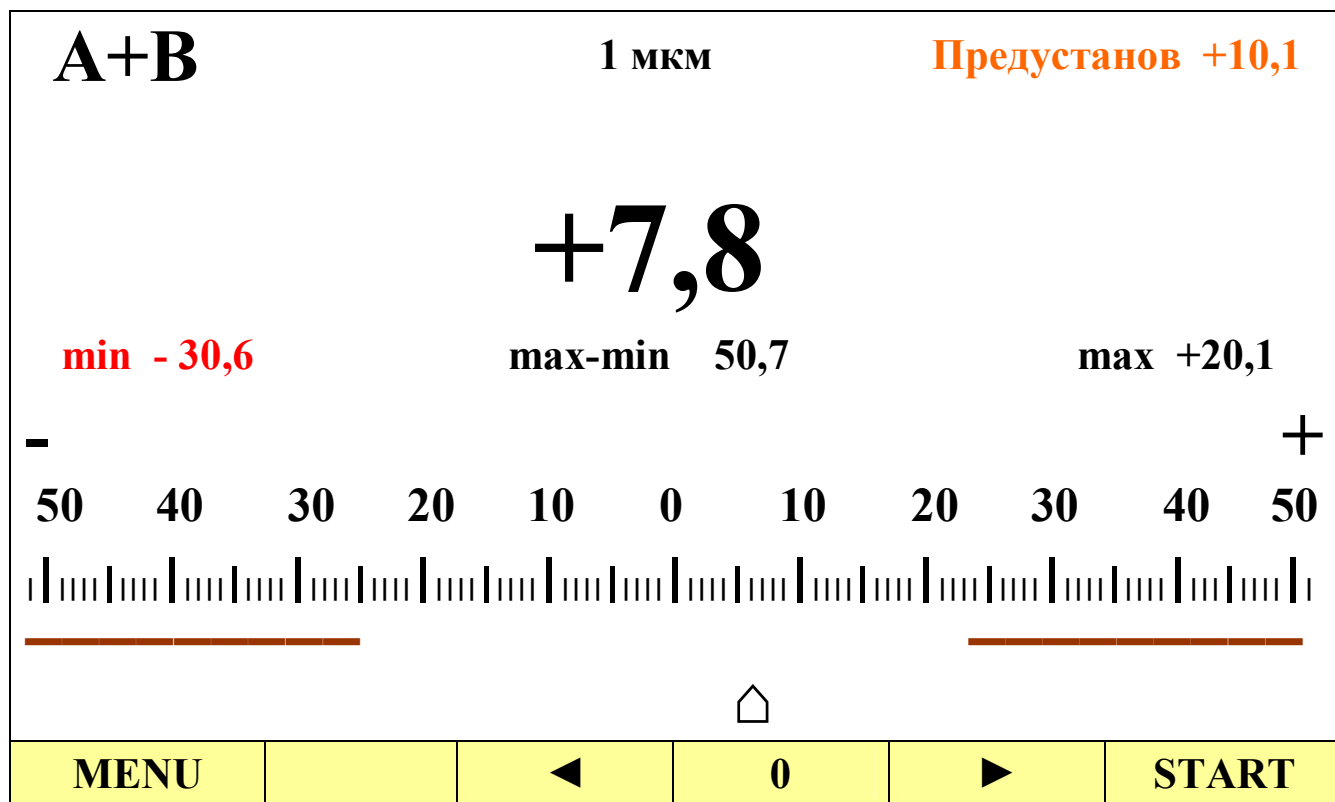 A+B 1 мкм Предустанов +10,1
+7,8
min - 30,6 max-min 50,7 max +20,1
- +
50 40 30 20 10 0 10 20 30 40 50
MENU ◄ 0 ► START